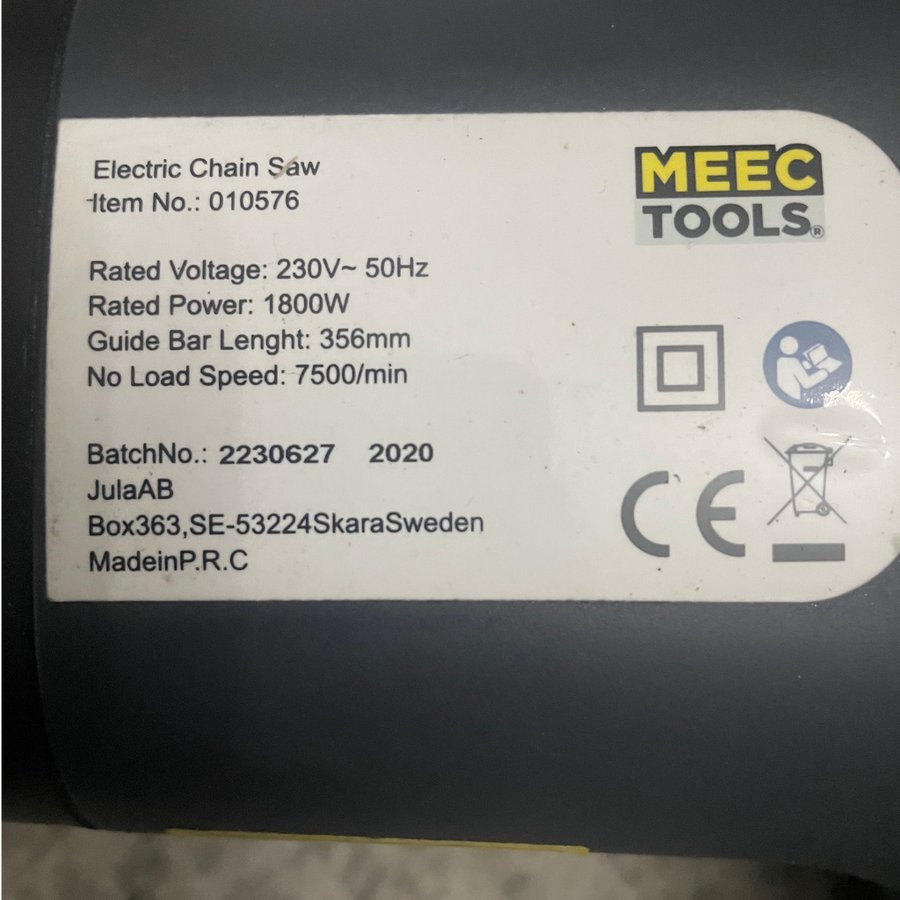 Electric Chain Saw
Item No.: 010576
MEEC
TOOLS®
Rated Voltage: 230V~ 50Hz
Rated Power: 1800W
Guide Bar Lenght: 356mm
No Load Speed: 7500/min
BatchNo.: 2230627 2020
JulaAB
Box363,SE-53224SkaraSweden
MadeinP.R.C
CE